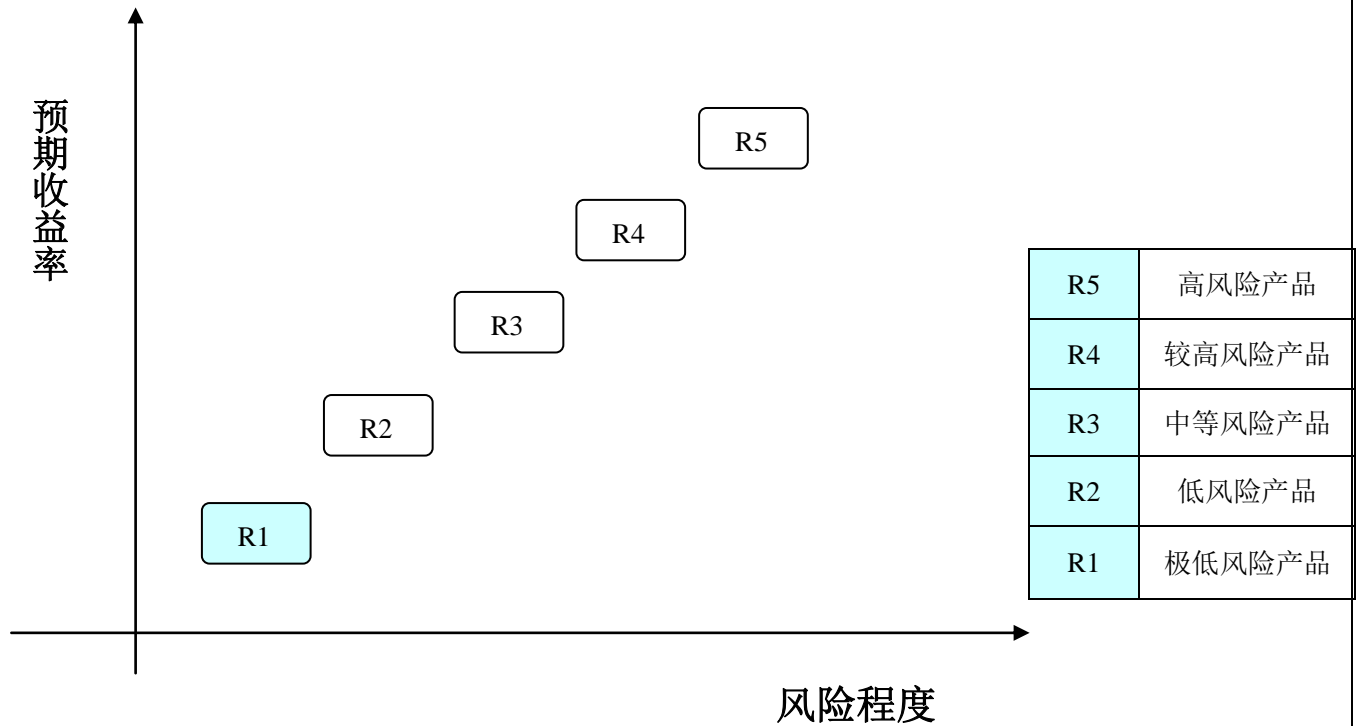 预期收益率
R5
R4
R3
R2
R1
风险程度
R5 高风险产品
R4 较高风险产品
R3 中等风险产品
R2 低风险产品
R1 极低风险产品